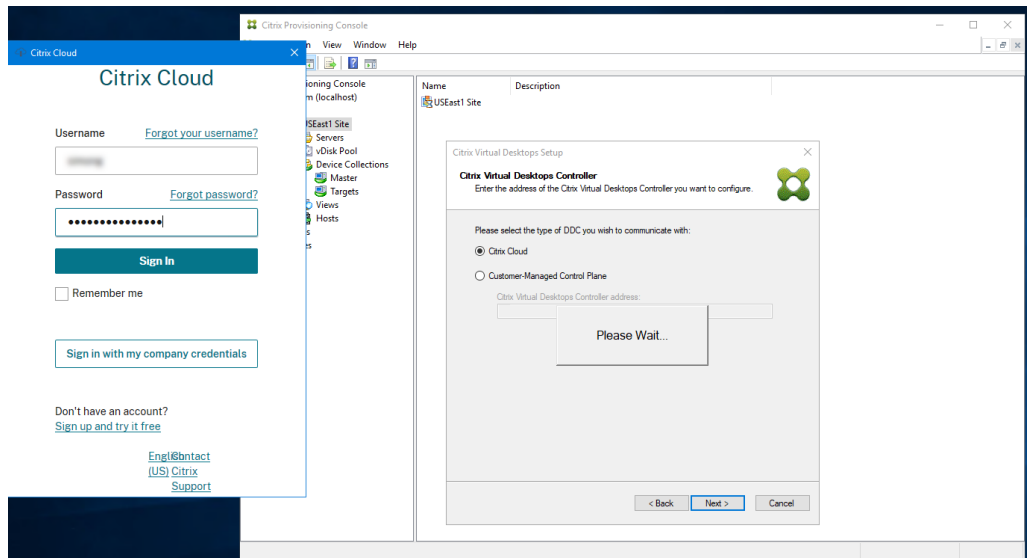 Citrix Provisioning Console
View Window Help
Citrix Cloud
Citrix Cloud
Username Forgot your username?
Password Forgot password?
●●●●●●●●●●●●●●●
Sign In
Remember me
Sign in with my company credentials
Don't have an account?
Sign up and try it free
English Contact
(US) Citrix
Support
(localhost)
USEast1 Site
Servers
vDisk Pool
Device Collections
Master
Targets
Views
Hosts
Name Description
USEast1 Site
Citrix Virtual Desktops Setup
Citrix Virtual Desktops Controller
Enter the address of the Citrix Virtual Desktops Controller you want to configure.
Please select the type of DDC you wish to communicate with:
Citrix Cloud
Customer-Managed Control Plane
Citrix Virtual Desktops Controller address:
Please Wait...
< Back Next > Cancel